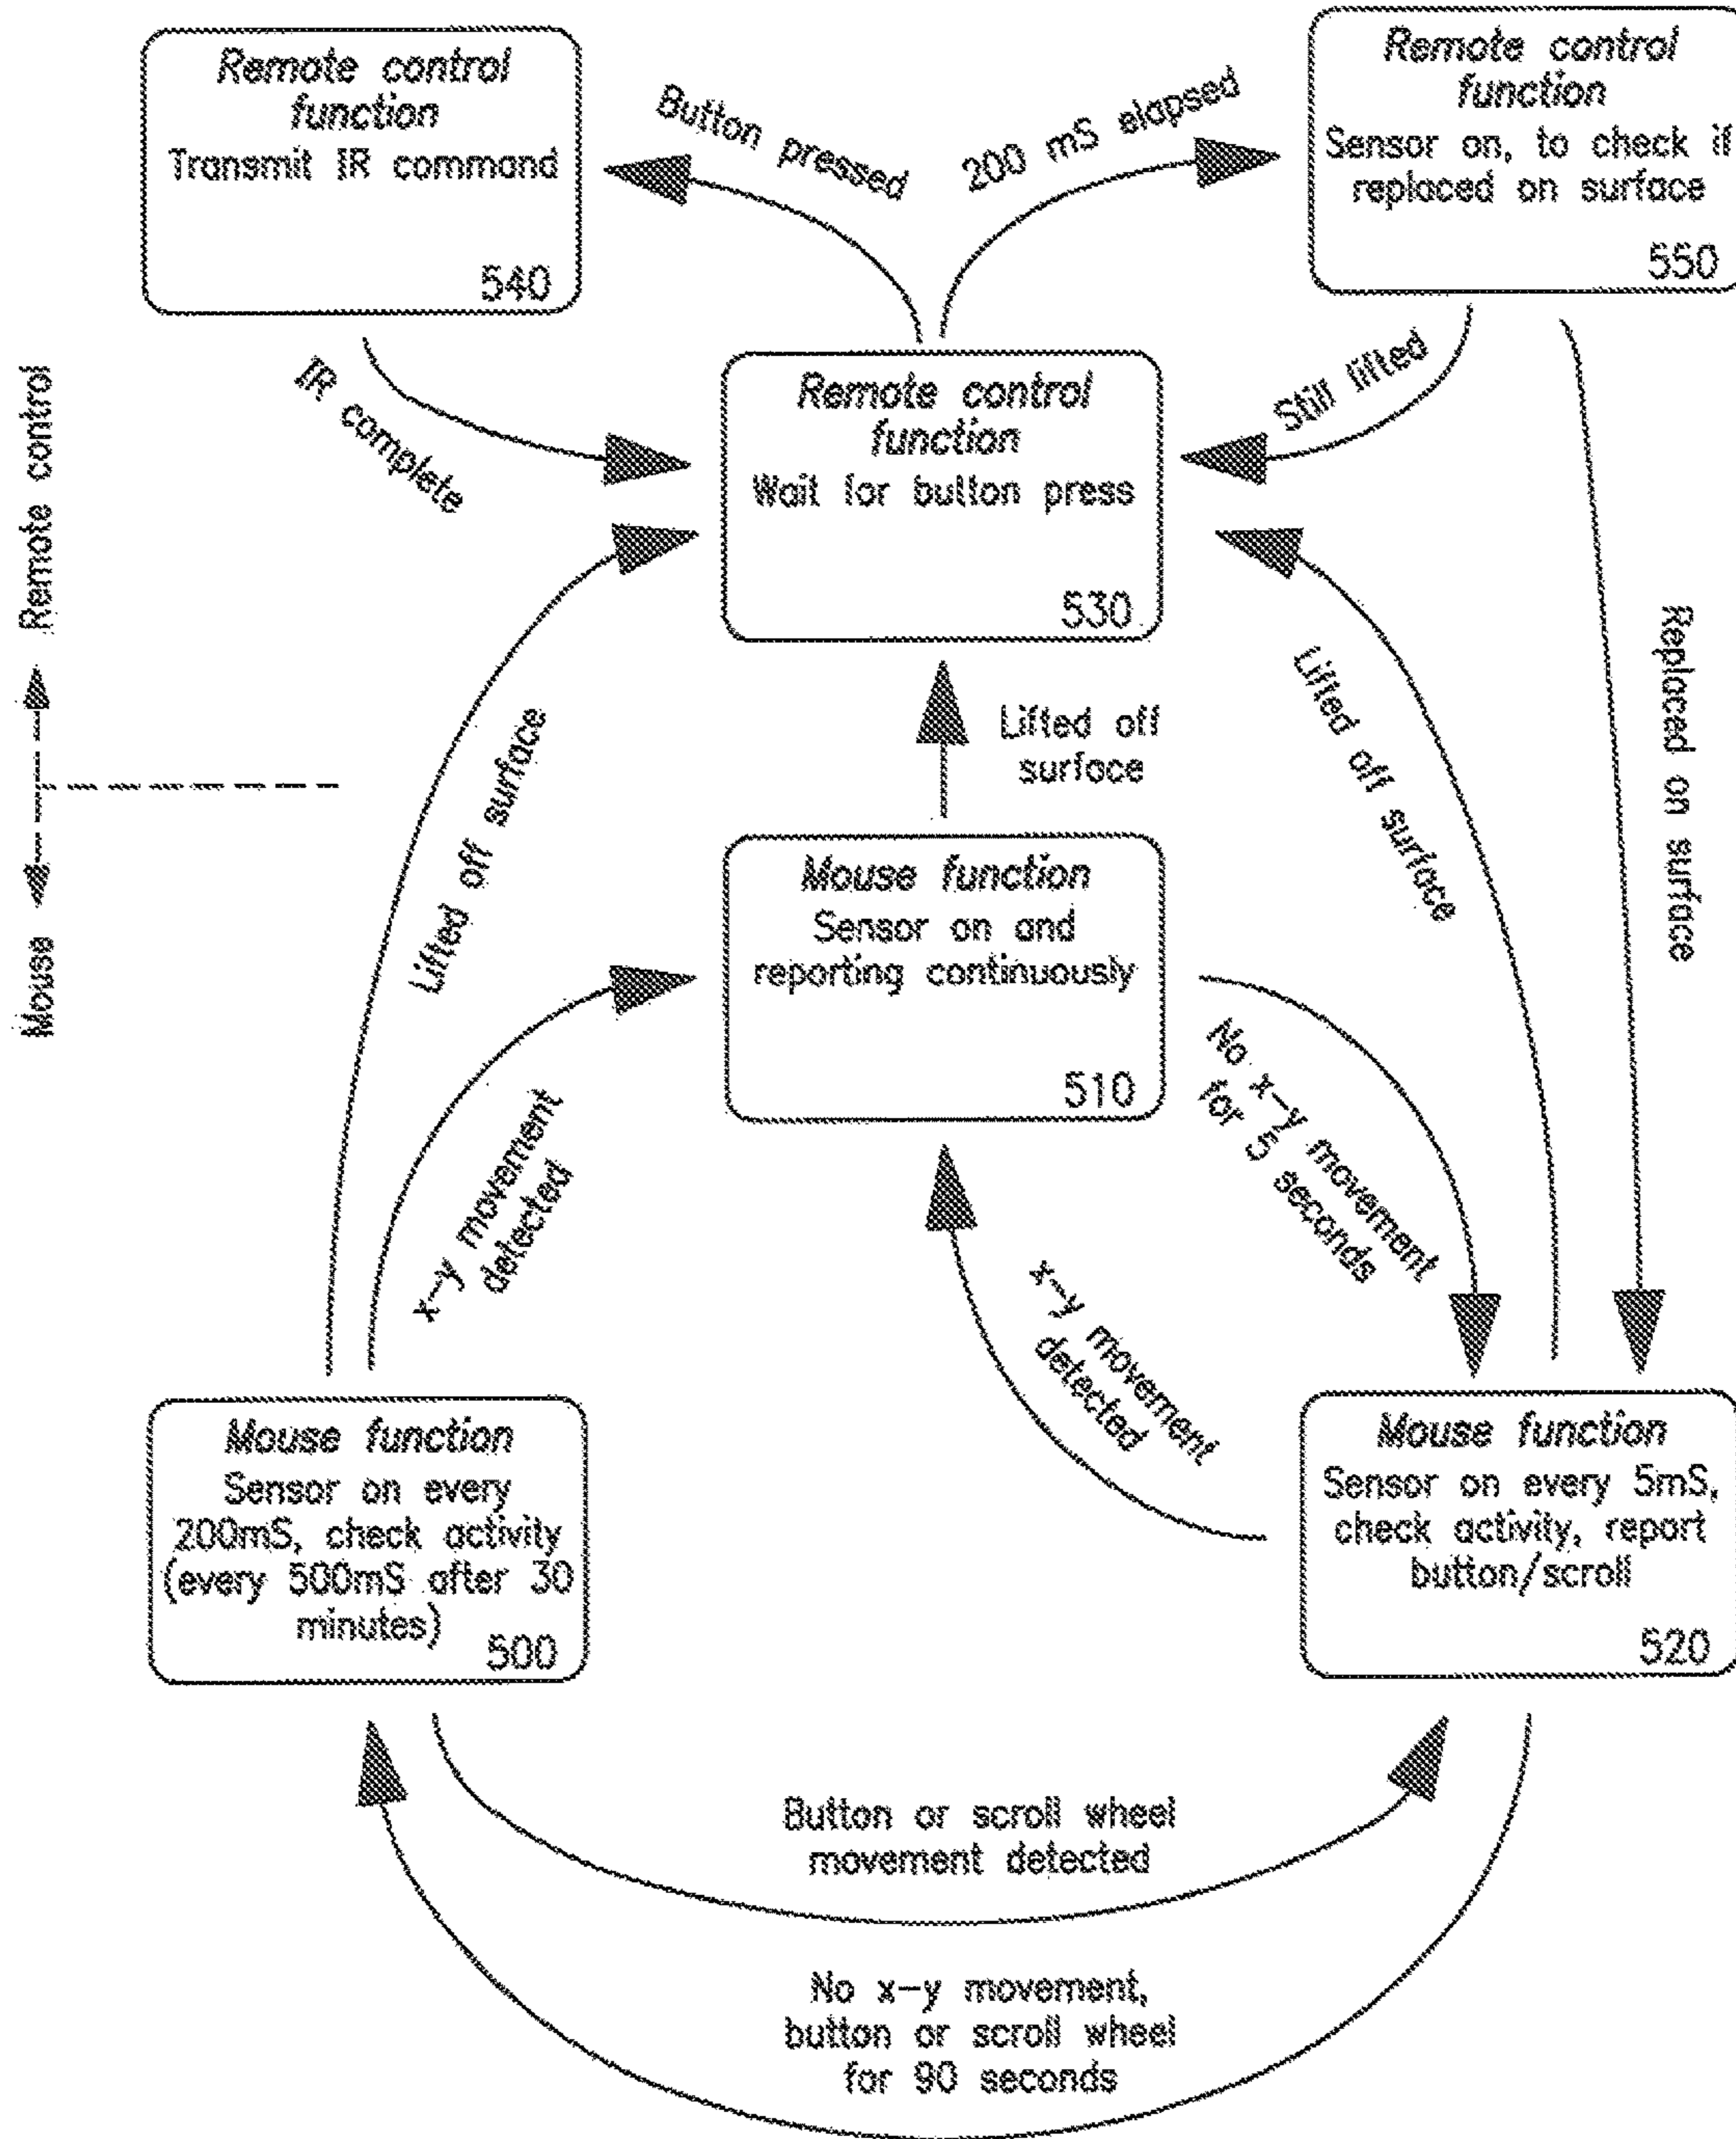 Remote control
function
Transmit IR command
540
Button pressed
200 mS elapsed
Remote control
function
Sensor on, to check if
replaced on surface
550
IR complete
Still lifted
Remote control
function
Wait for button press
530
Remote control
Mouse
Lifted off surface
Lifted off
surface
Lifted off surface
Replaced on surface
Mouse function
Sensor on and
reporting continuously
510
x-y movement
detected
No x-y movement
for 5 seconds
x-y movement
detected
Mouse function
Sensor on every
200mS, check activity
(every 500mS after 30
minutes)
500
Mouse function
Sensor on every 5mS,
check activity, report
button/scroll
520
Button or scroll wheel
movement detected
No x-y movement,
button or scroll wheel
for 90 seconds